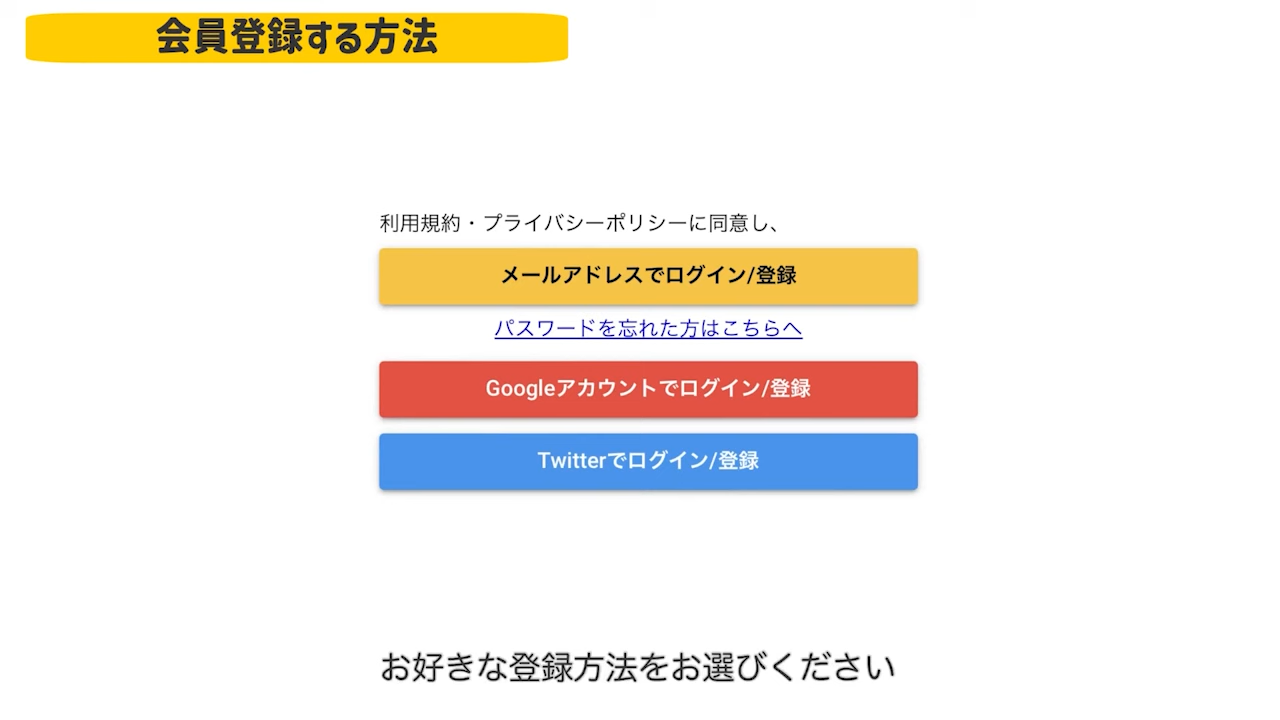 会員登録する方法
利用規約・プライバシーポリシーに同意し、
メールアドレスでログイン/登録
パスワードを忘れた方はこちらへ
Googleアカウントでログイン/登録
Twitterでログイン/登録
お好きな登録方法をお選びください